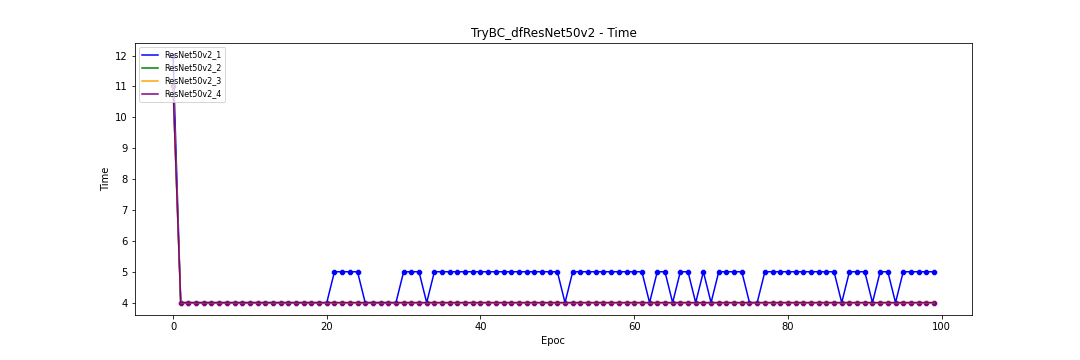 TryBC_dfResNet50v2 - Time
ResNet50v2_1
ResNet50v2_2
ResNet50v2_3
ResNet50v2_4
12
11
10
9
8
7
6
5
4
Time
0 20 40 60 80 100
Epoc